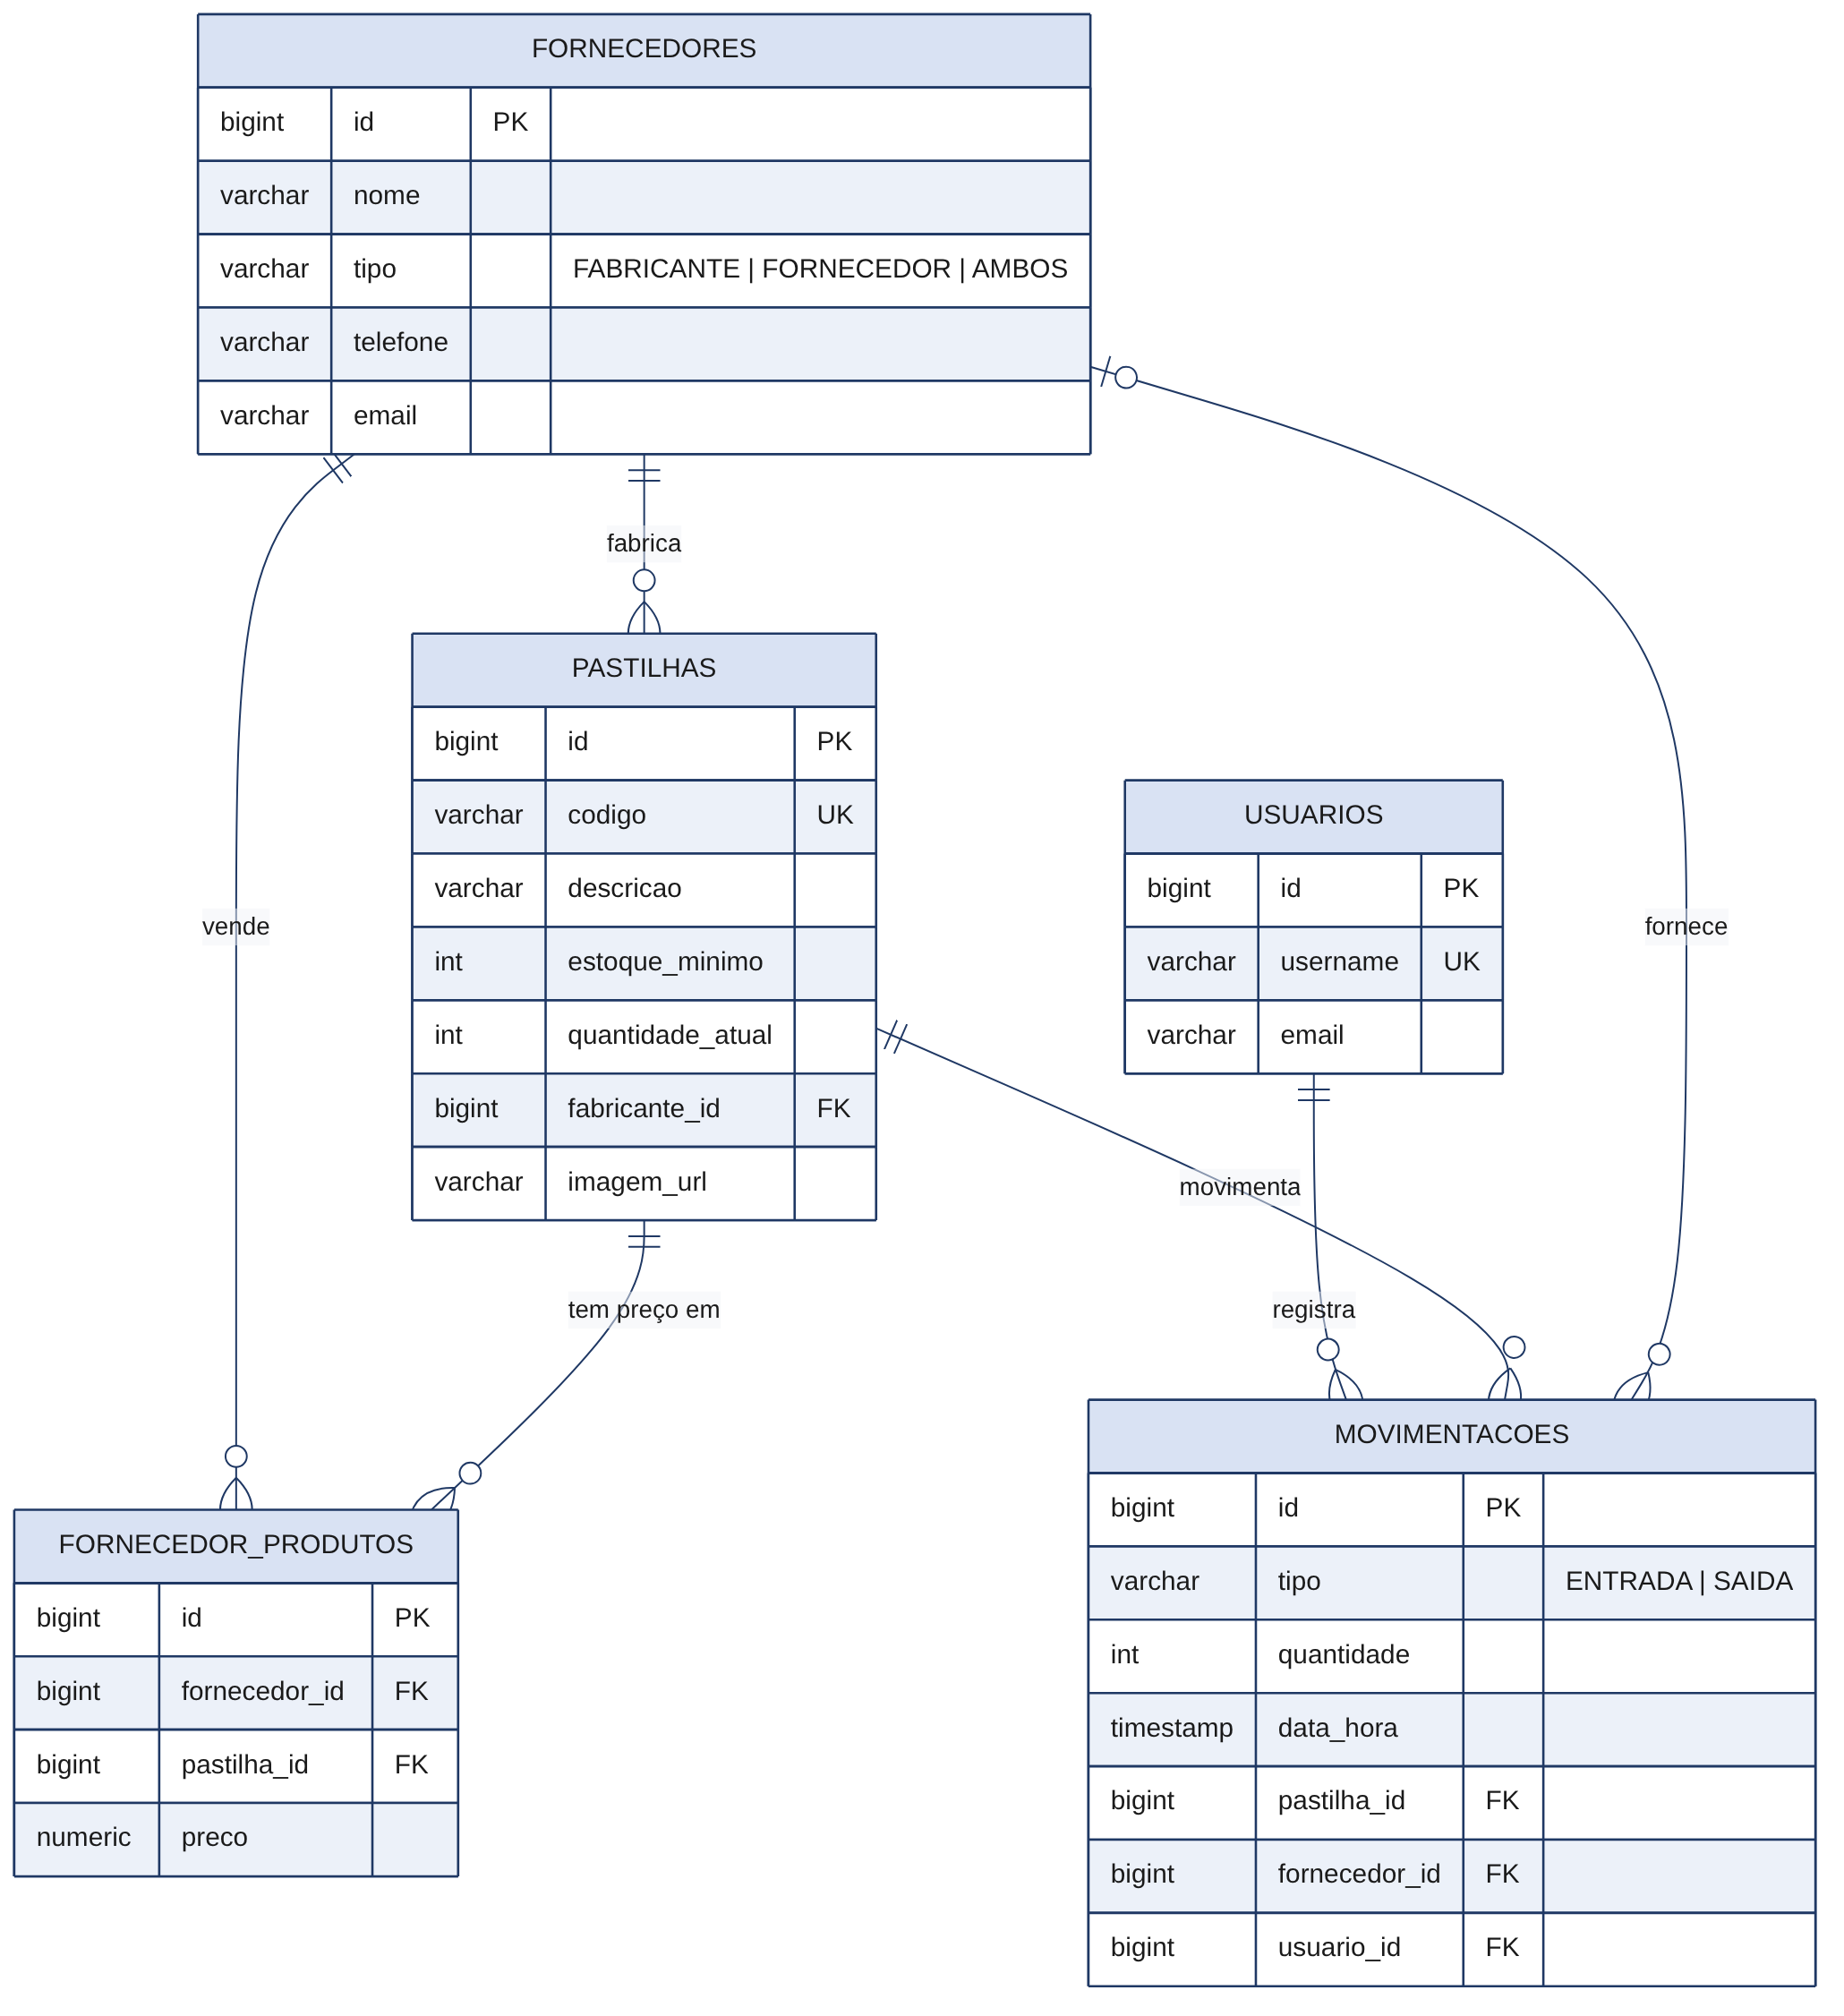 FORNECEDORES
bigint id PK
varchar nome
varchar tipo FABRICANTE | FORNECEDOR | AMBOS
varchar telefone
varchar email
fabrica
vende
fornece
PASTILHAS
bigint id PK
varchar codigo UK
varchar descricao
int estoque_minimo
int quantidade_atual
bigint fabricante_id FK
varchar imagem_url
USUARIOS
bigint id PK
varchar username UK
varchar email
movimenta
tem preço em
registra
FORNECEDOR_PRODUTOS
bigint id PK
bigint fornecedor_id FK
bigint pastilha_id FK
numeric preco
MOVIMENTACOES
bigint id PK
varchar tipo ENTRADA | SAIDA
int quantidade
timestamp data_hora
bigint pastilha_id FK
bigint fornecedor_id FK
bigint usuario_id FK